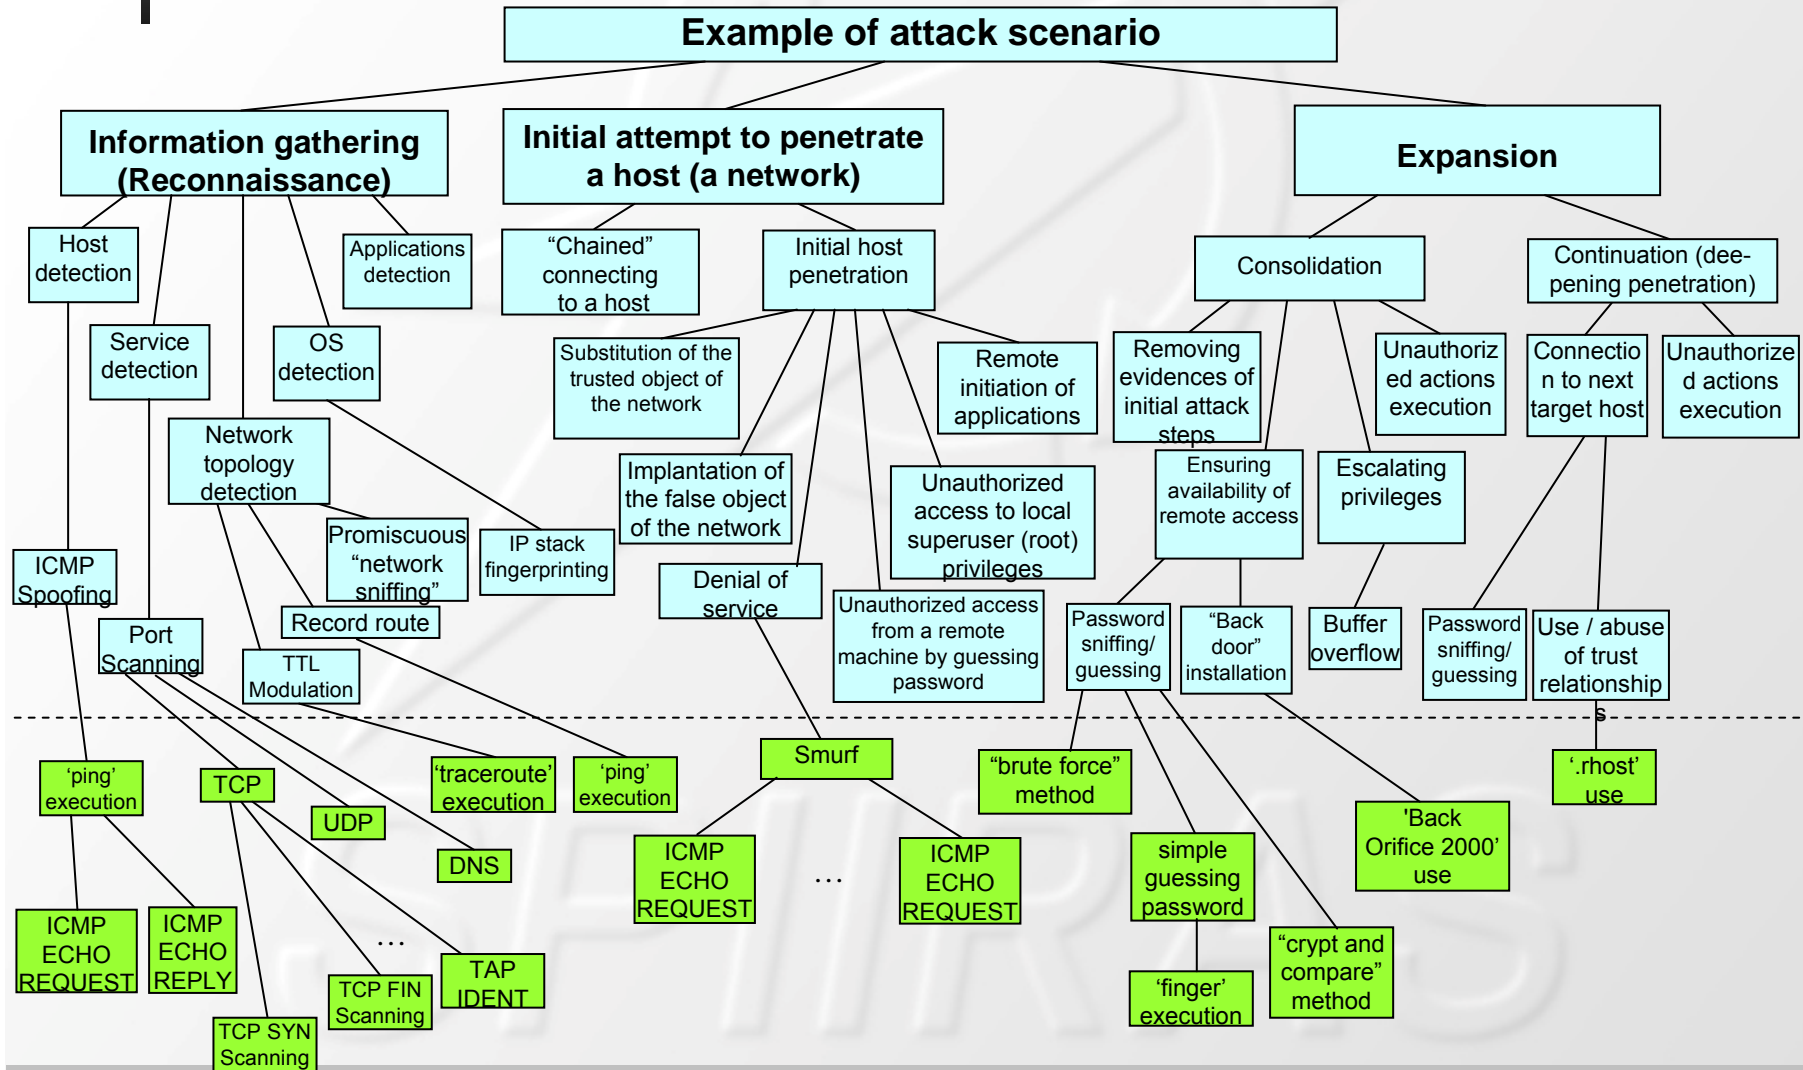 Example of attack scenario
Information gathering
(Reconnaissance)
Initial attempt to penetrate
a host (a network)
Expansion
Host
detection
Applications
detection
“Chained”
connecting
to a host
Initial host
penetration
Consolidation
Continuation (dee-
pening penetration)
Service
detection
OS
detection
Substitution of the
trusted object of
the network
Remote
initiation of
applications
Removing
evidences of
initial attack
steps
Unauthoriz
ed actions
execution
Connectio
n to next
target host
Unauthorize
d actions
execution
Network
topology
detection
Implantation of
the false object
of the network
Unauthorized
access to local
superuser (root)
privileges
Ensuring
availability of
remote access
Escalating
privileges
Promiscuous
“network
sniffing”
IP stack
fingerprinting
ICMP
Spoofing
Denial of
service
Unauthorized access
from a remote
machine by guessing
password
Record route
Port
Scanning
TTL
Modulation
Password
sniffing/
guessing
“Back
door”
installation
Buffer
overflow
Password
sniffing/
guessing
Use / abuse
of trust
relationship
s
‘ping’
execution
TCP
UDP
DNS
‘traceroute’
execution
‘ping’
execution
Smurf
“brute force”
method
'Back
Orifice 2000’
use
‘.rhost’
use
ICMP
ECHO
REQUEST
…
ICMP
ECHO
REQUEST
simple
guessing
password
ICMP
ECHO
REQUEST
ICMP
ECHO
REPLY
…
TCP SYN
Scanning
TCP FIN
Scanning
TAP
IDENT
‘finger’
execution
“crypt and
compare”
method
SPIIRAS